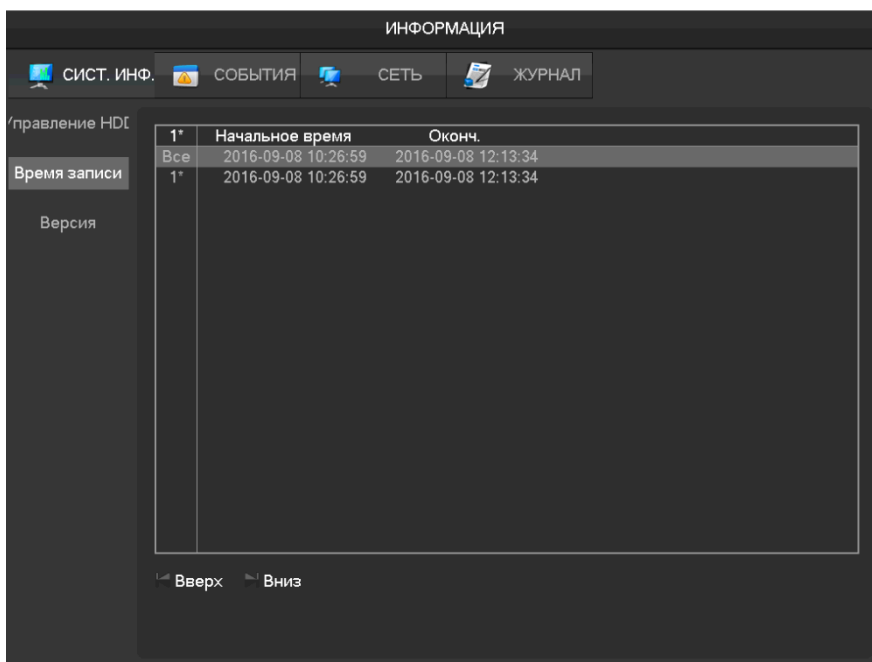 ИНФОРМАЦИЯ
СИСТ. ИНФ. СОБЫТИЯ СЕТЬ ЖУРНАЛ
Управление HDD
Время записи
Версия
1* Начальное время Оконч.
Все 2016-09-08 10:26:59 2016-09-08 12:13:34
1* 2016-09-08 10:26:59 2016-09-08 12:13:34
Вверх Вниз